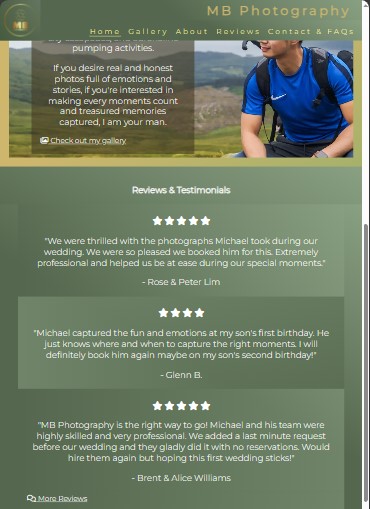 MB Photography
MB
Home Gallery About Reviews Contact & FAQs
pumping activities.
If you desire real and honest
photos full of emotions and
stories, if you're interested in
making every moments count
and treasured memories
captured, I am your man.
Check out my gallery
Reviews & Testimonials
"We were thrilled with the photographs Michael took during our
wedding. We were so pleased we booked him for this. Extremely
professional and helped us be at ease during our special moments."
- Rose & Peter Lim
"Michael captured the fun and emotions at my son's first birthday. He
just knows where and when to capture the right moments. I will
definitely book him again maybe on my son's second birthday!"
- Glenn B.
"MB Photography is the right way to go! Michael and his team were
highly skilled and very professional. We added a last minute request
before our wedding and they gladly did it with no reservations. Would
hire them again but hoping this first wedding sticks!"
- Brent & Alice Williams
More Reviews